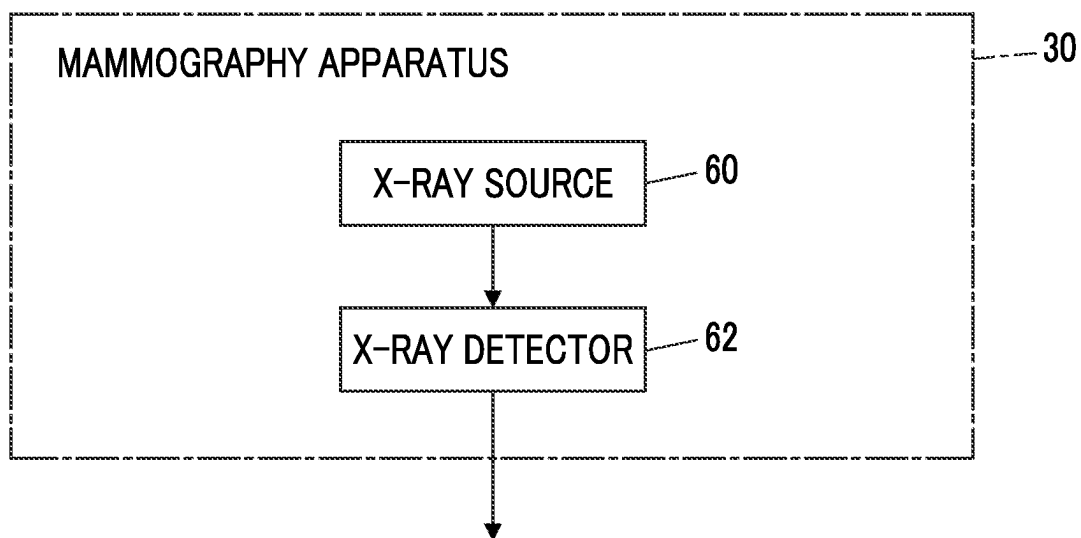 30
MAMMOGRAPHY APPARATUS
X-RAY SOURCE
60
X-RAY DETECTOR
62